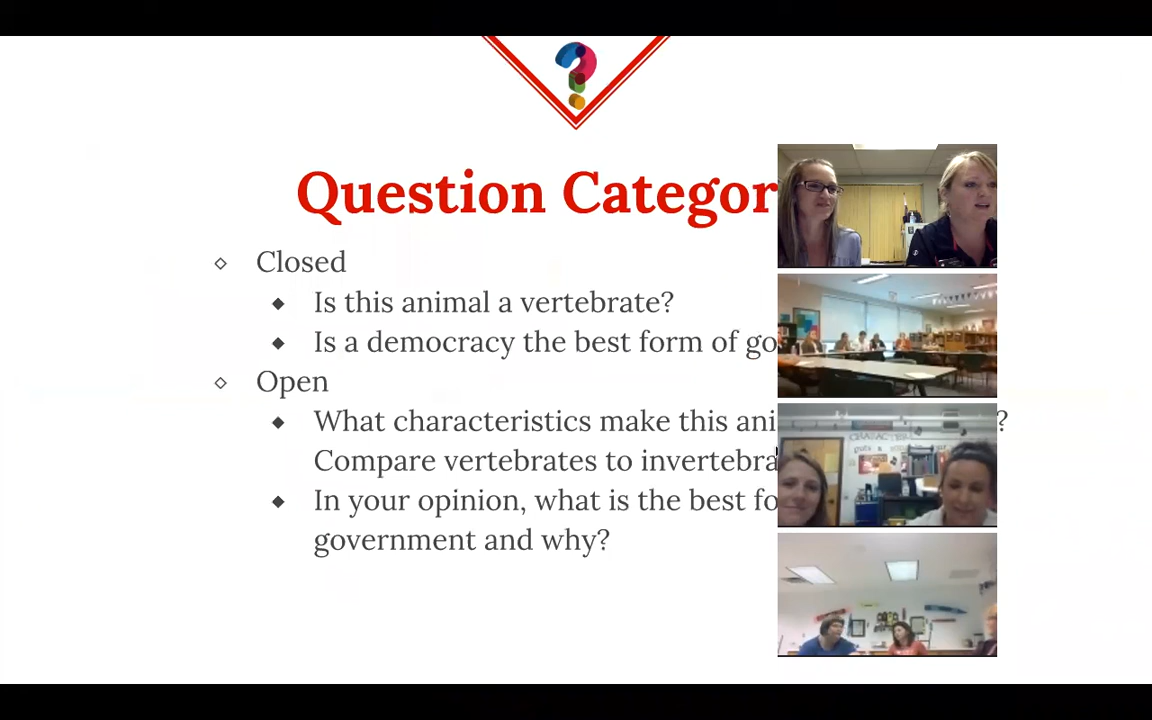 Question Categor
Closed
Is this animal a vertebrate?
Is a democracy the best form of go
Open
What characteristics make this ani ?
Compare vertebrates to invertebra
In your opinion, what is the best fo
government and why?
CHARACTER